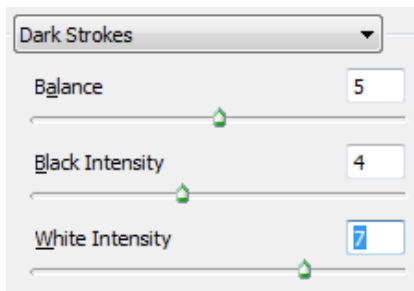 Dark Strokes
Balance 5
Black Intensity 4
White Intensity 7